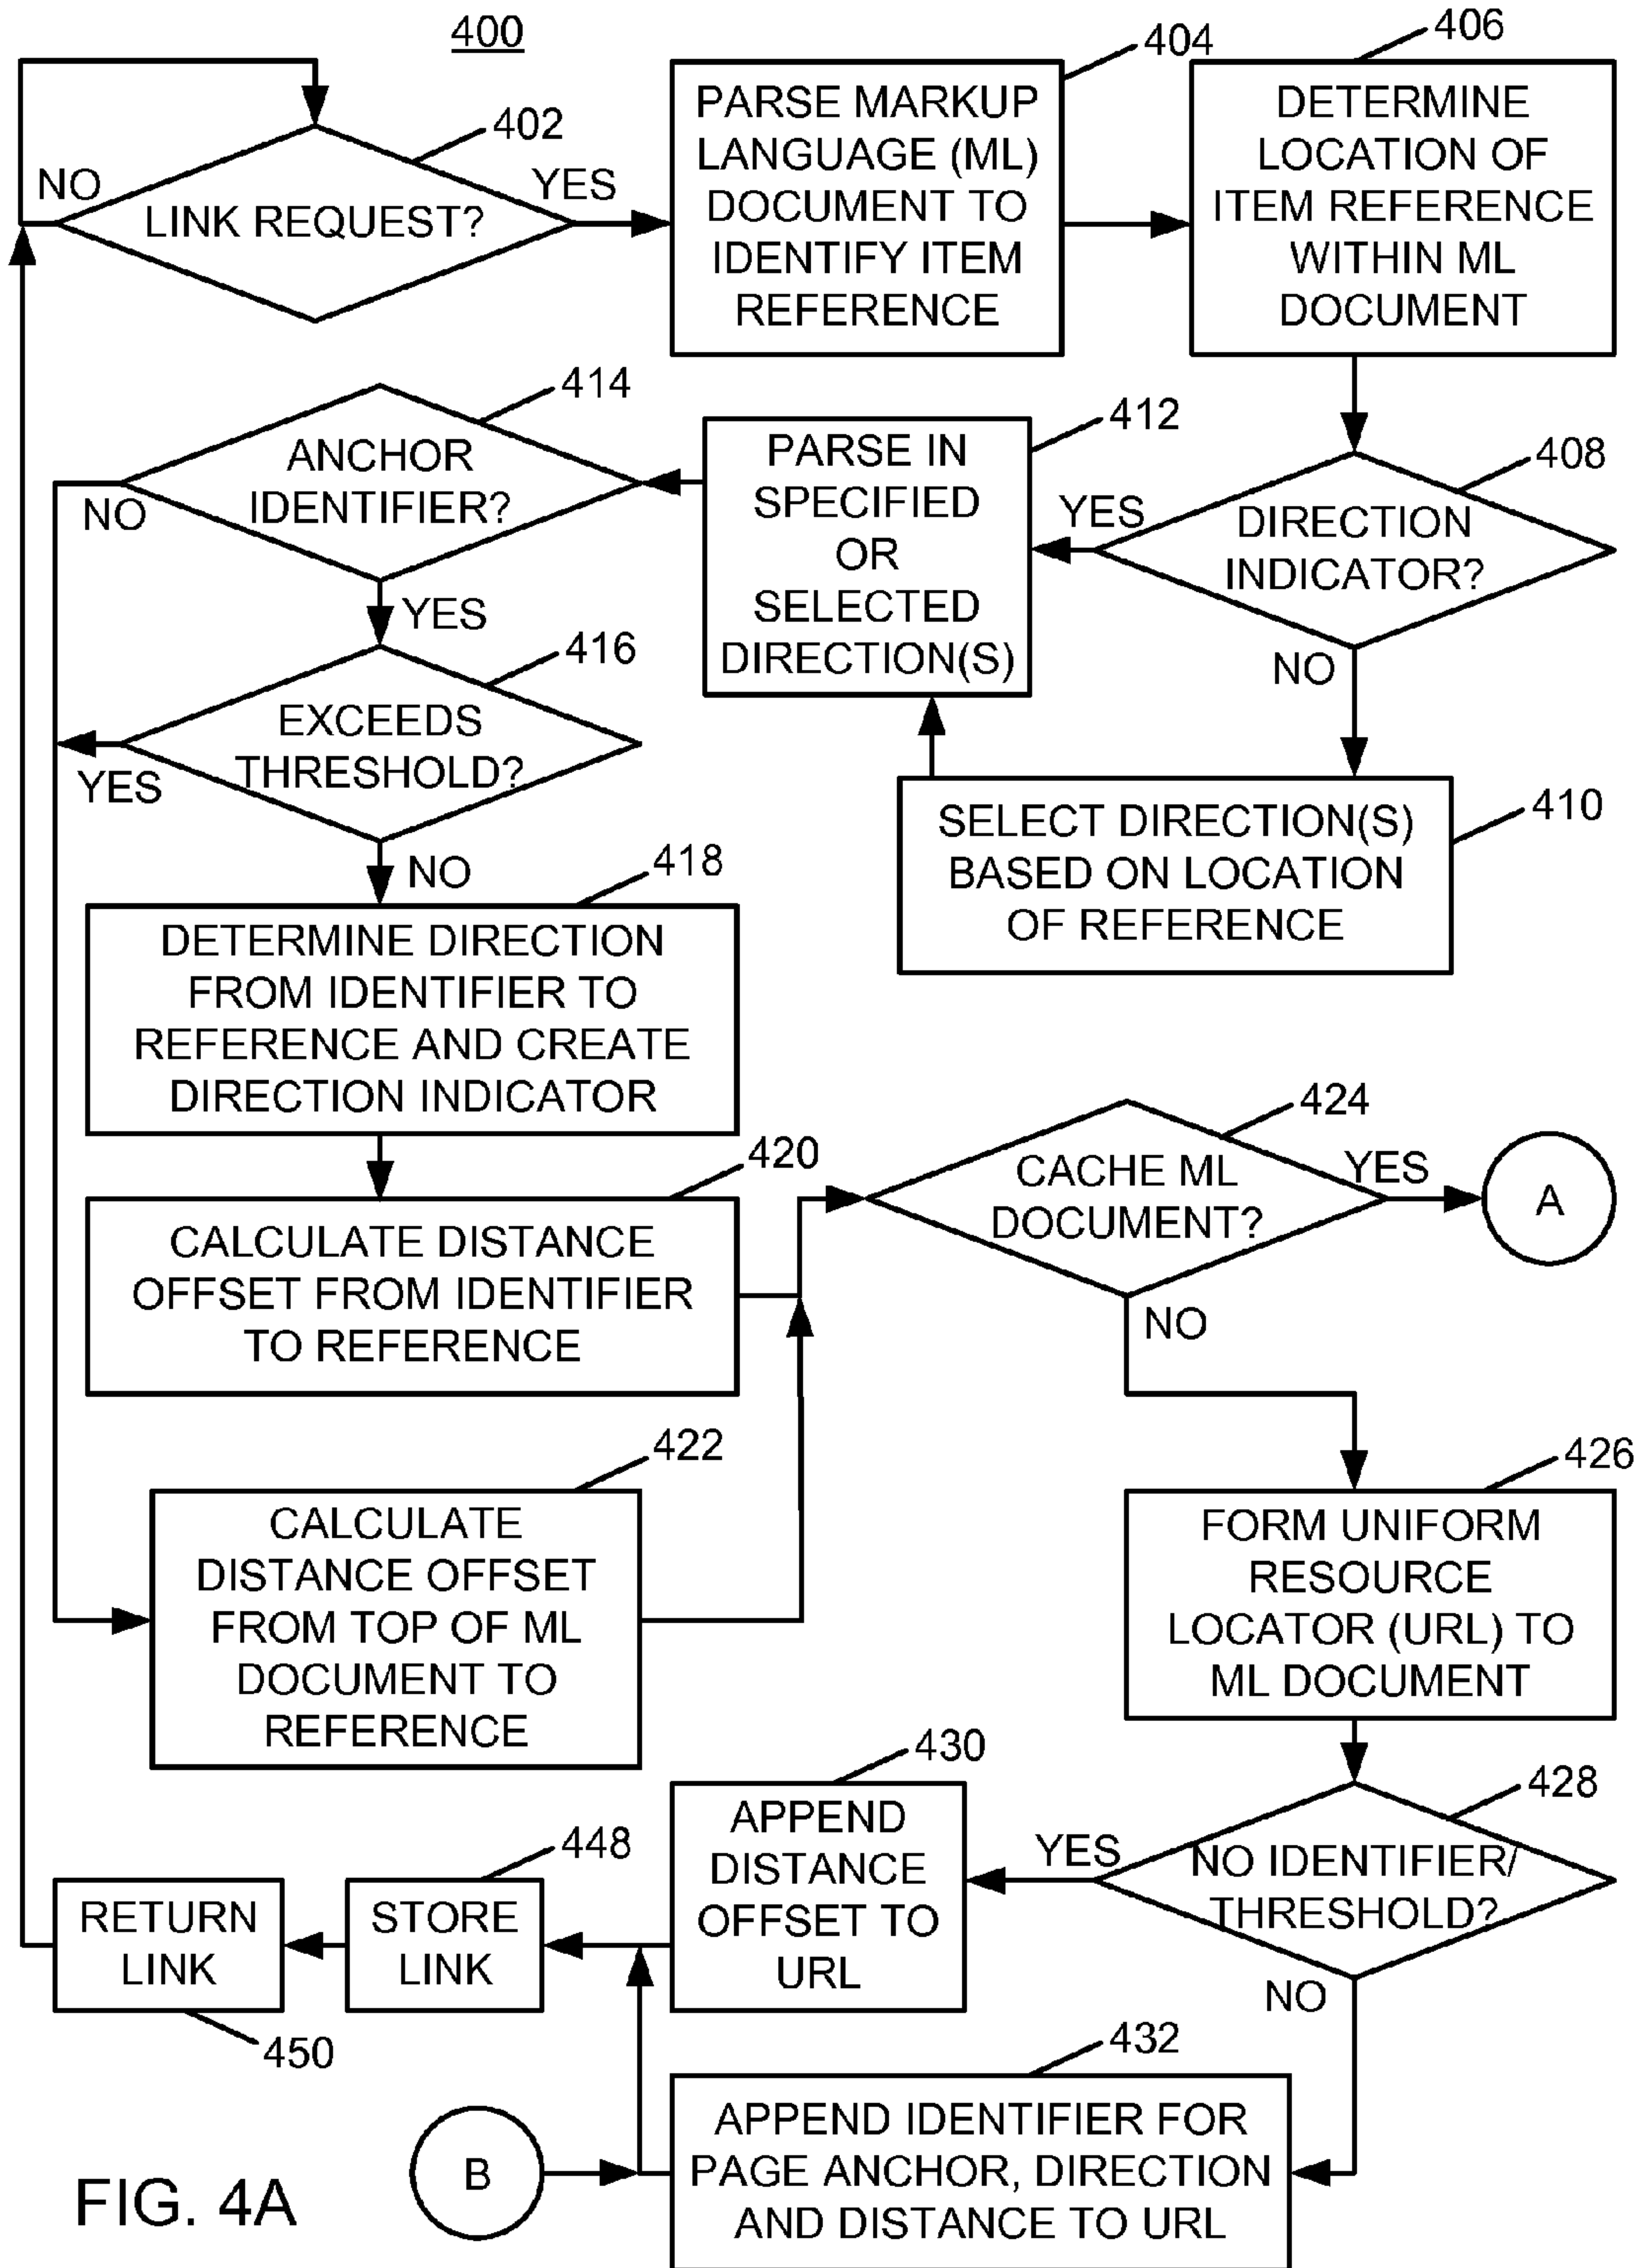 400
402
NO
YES
LINK REQUEST?
404
PARSE MARKUP
LANGUAGE (ML)
DOCUMENT TO
IDENTIFY ITEM
REFERENCE
406
DETERMINE
LOCATION OF
ITEM REFERENCE
WITHIN ML
DOCUMENT
408
YES
DIRECTION
INDICATOR?
NO
410
SELECT DIRECTION(S)
BASED ON LOCATION
OF REFERENCE
412
PARSE IN
SPECIFIED
OR
SELECTED
DIRECTION(S)
414
ANCHOR
IDENTIFIER?
NO
YES
416
EXCEEDS
THRESHOLD?
YES
NO
418
DETERMINE DIRECTION
FROM IDENTIFIER TO
REFERENCE AND CREATE
DIRECTION INDICATOR
420
CALCULATE DISTANCE
OFFSET FROM IDENTIFIER
TO REFERENCE
422
CALCULATE
DISTANCE OFFSET
FROM TOP OF ML
DOCUMENT TO
REFERENCE
424
CACHE ML
DOCUMENT?
YES
A
NO
426
FORM UNIFORM
RESOURCE
LOCATOR (URL) TO
ML DOCUMENT
428
YES
NO IDENTIFIER/
THRESHOLD?
NO
430
APPEND
DISTANCE
OFFSET TO
URL
432
APPEND IDENTIFIER FOR
PAGE ANCHOR, DIRECTION
AND DISTANCE TO URL
B
448
STORE
LINK
RETURN
LINK
450
FIG. 4A